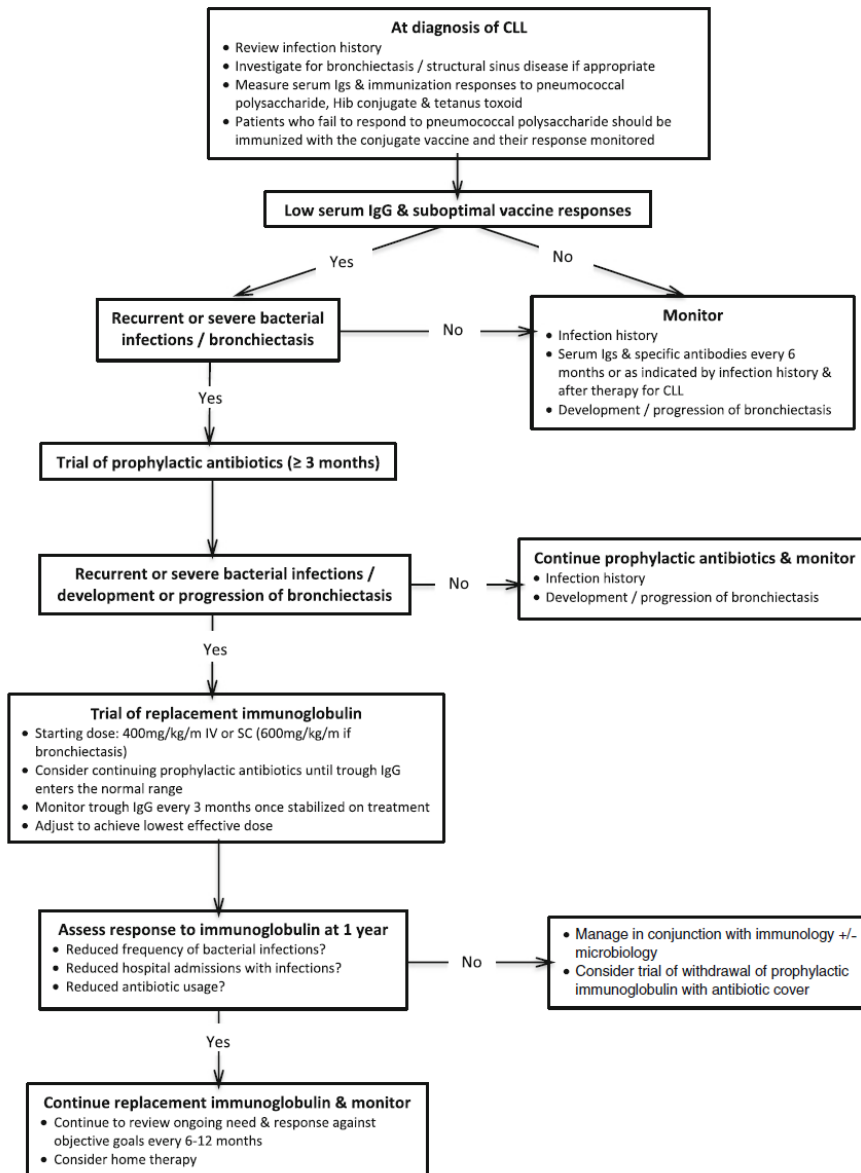 At diagnosis of CLL
• Review infection history
• Investigate for bronchiectasis / structural sinus disease if appropriate
• Measure serum Igs & immunization responses to pneumococcal
polysaccharide, Hib conjugate & tetanus toxoid
• Patients who fail to respond to pneumococcal polysaccharide should be
immunized with the conjugate vaccine and their response monitored
Low serum IgG & suboptimal vaccine responses
Yes
No
Recurrent or severe bacterial
infections / bronchiectasis
No
Monitor
• Infection history
• Serum Igs & specific antibodies every 6
months or as indicated by infection history &
after therapy for CLL
• Development / progression of bronchiectasis
Yes
Trial of prophylactic antibiotics (≥ 3 months)
Recurrent or severe bacterial infections /
development or progression of bronchiectasis
No
Continue prophylactic antibiotics & monitor
• Infection history
• Development / progression of bronchiectasis
Yes
Trial of replacement immunoglobulin
• Starting dose: 400mg/kg/m IV or SC (600mg/kg/m if
bronchiectasis)
• Consider continuing prophylactic antibiotics until trough IgG
enters the normal range
• Monitor trough IgG every 3 months once stabilized on treatment
• Adjust to achieve lowest effective dose
Assess response to immunoglobulin at 1 year
• Reduced frequency of bacterial infections?
• Reduced hospital admissions with infections?
• Reduced antibiotic usage?
No
• Manage in conjunction with immunology +/-
microbiology
• Consider trial of withdrawal of prophylactic
immunoglobulin with antibiotic cover
Yes
Continue replacement immunoglobulin & monitor
• Continue to review ongoing need & response against
objective goals every 6-12 months
• Consider home therapy